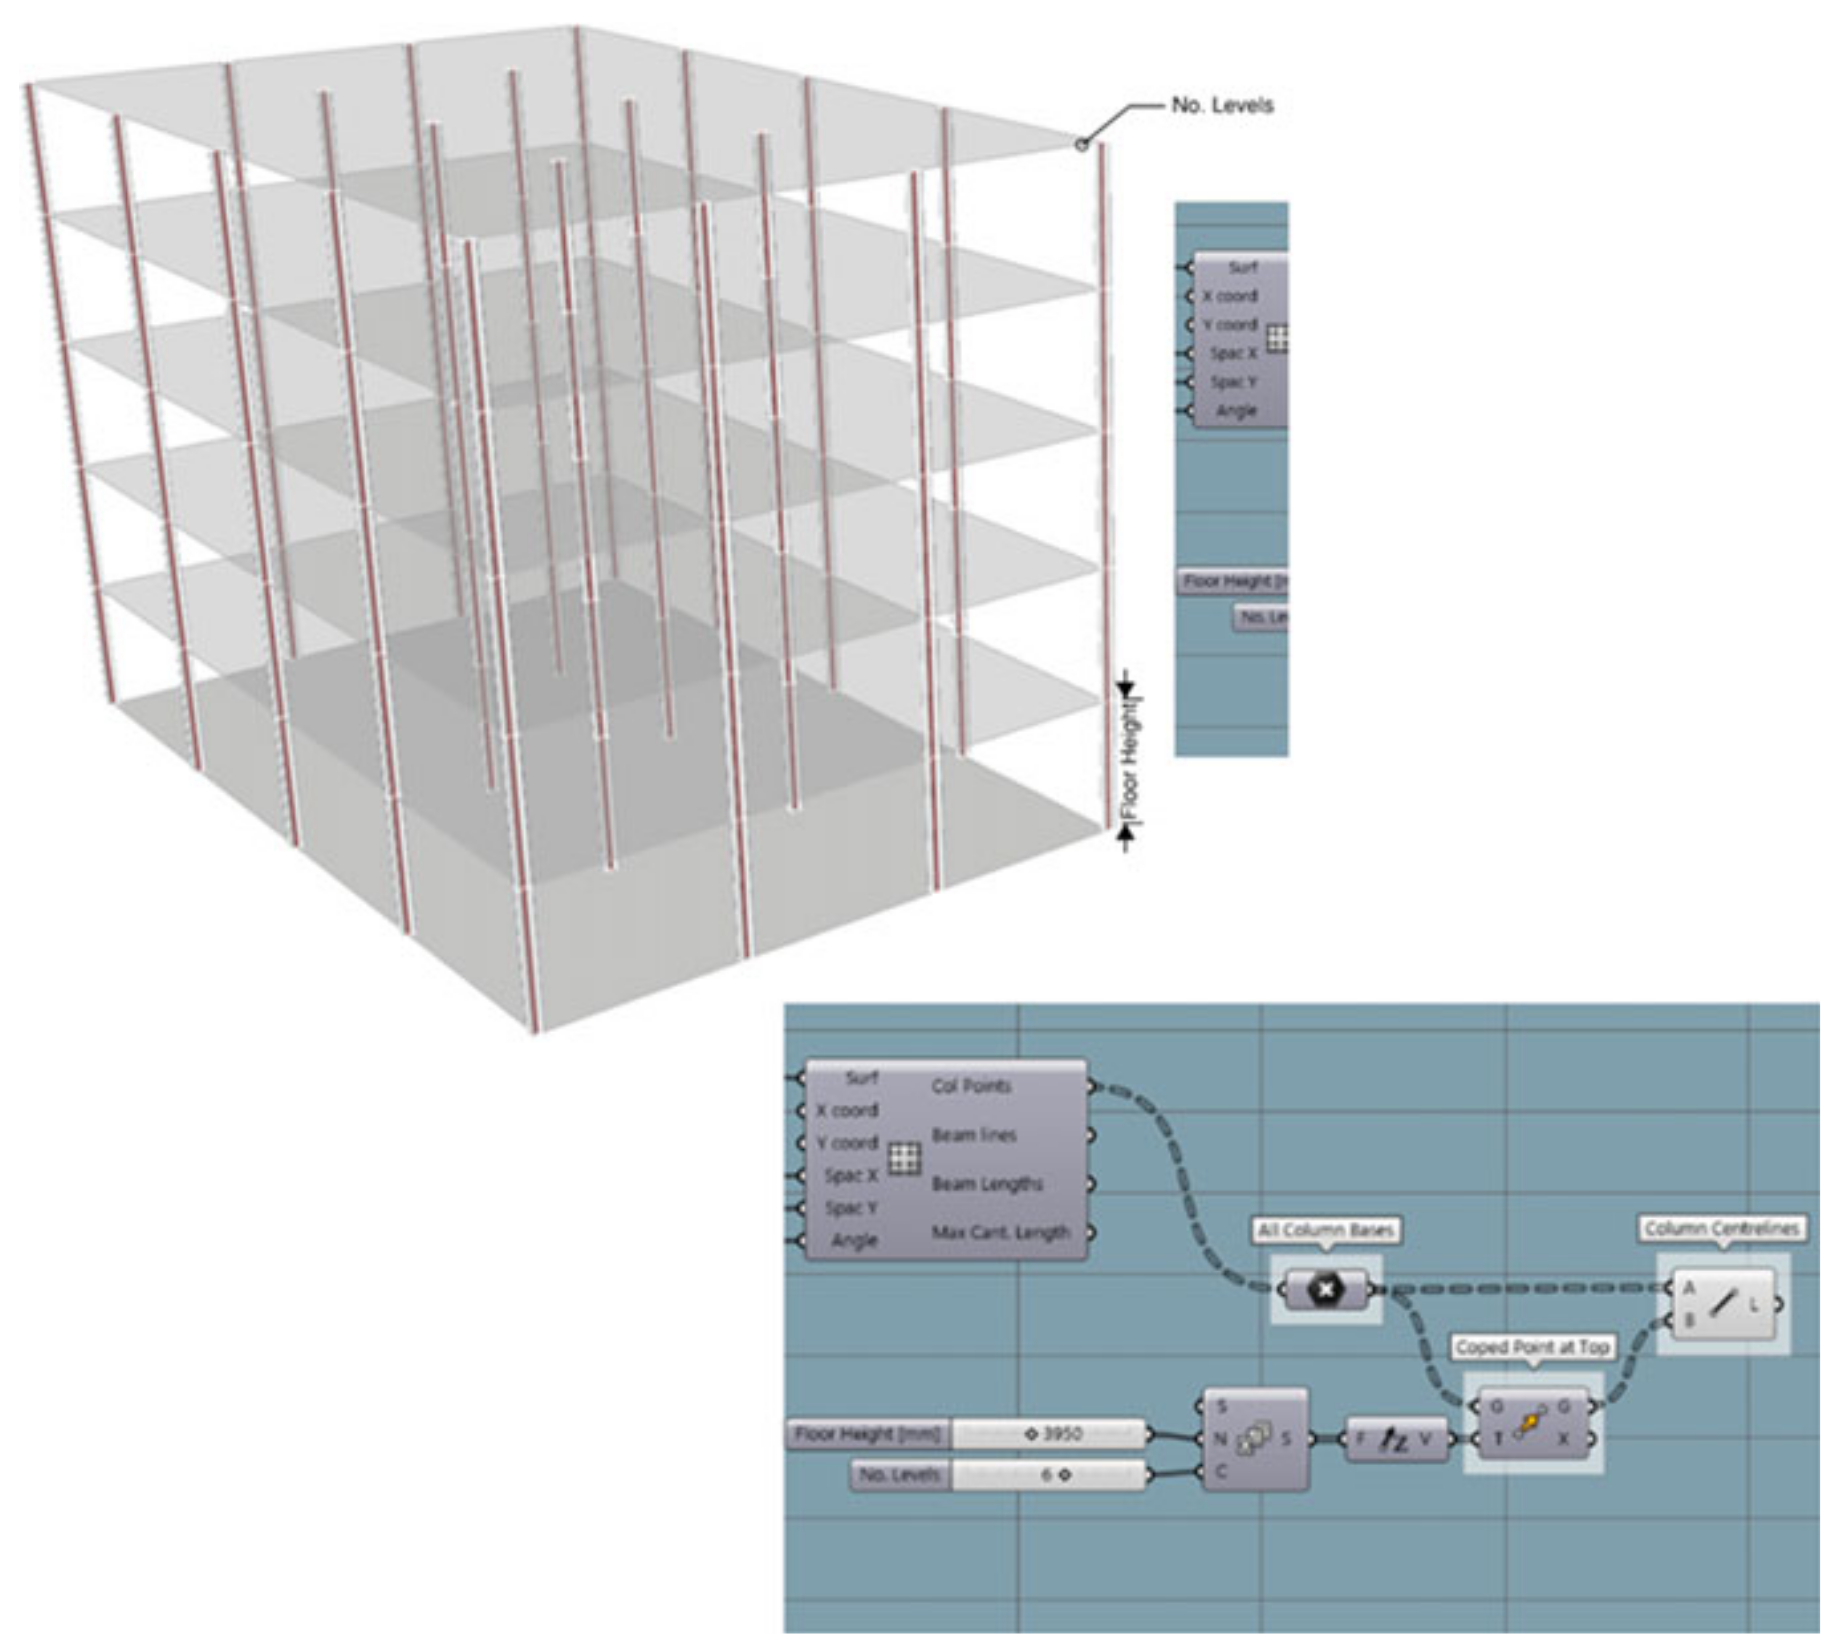 No. Levels
Surf
X coord
Y coord
Spac X
Spac Y
Angle
Floor Height [m
No. Le
Floor Height
Surf
X coord
Y coord
Spac X
Spac Y
Angle
Col Points
Beam lines
Beam Lengths
Max Cant. Length
All Column Bases
Column Centrelines
A
B
L
Coped Point at Top
G G
T X
Floor Height [mm] 3950
No. Levels 6
S
N S
C
F Z V